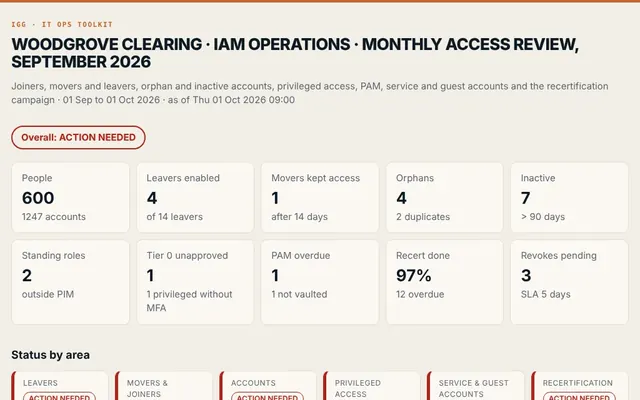 IGG · IT OPS TOOLKIT
WOODGROVE CLEARING · IAM OPERATIONS · MONTHLY ACCESS REVIEW,
SEPTEMBER 2026
Joiners, movers and leavers, orphan and inactive accounts, privileged access, PAM, service and guest accounts and the recertification
campaign · 01 Sep to 01 Oct 2026 · as of Thu 01 Oct 2026 09:00
Overall: ACTION NEEDED
People
600
1247 accounts
Leavers enabled
4
of 14 leavers
Movers kept access
1
after 14 days
Orphans
4
2 duplicates
Inactive
7
> 90 days
Standing roles
2
outside PIM
Tier 0 unapproved
1
1 privileged without
MFA
PAM overdue
1
1 not vaulted
Recert done
97%
12 overdue
Revokes pending
3
SLA 5 days
Status by area
LEAVERS
ACTION NEEDED
MOVERS &
JOINERS
ACCOUNTS
ACTION NEEDED
PRIVILEGED
ACCESS
SERVICE & GUEST
ACCOUNTS
RECERTIFICATION
ACTION NEEDED